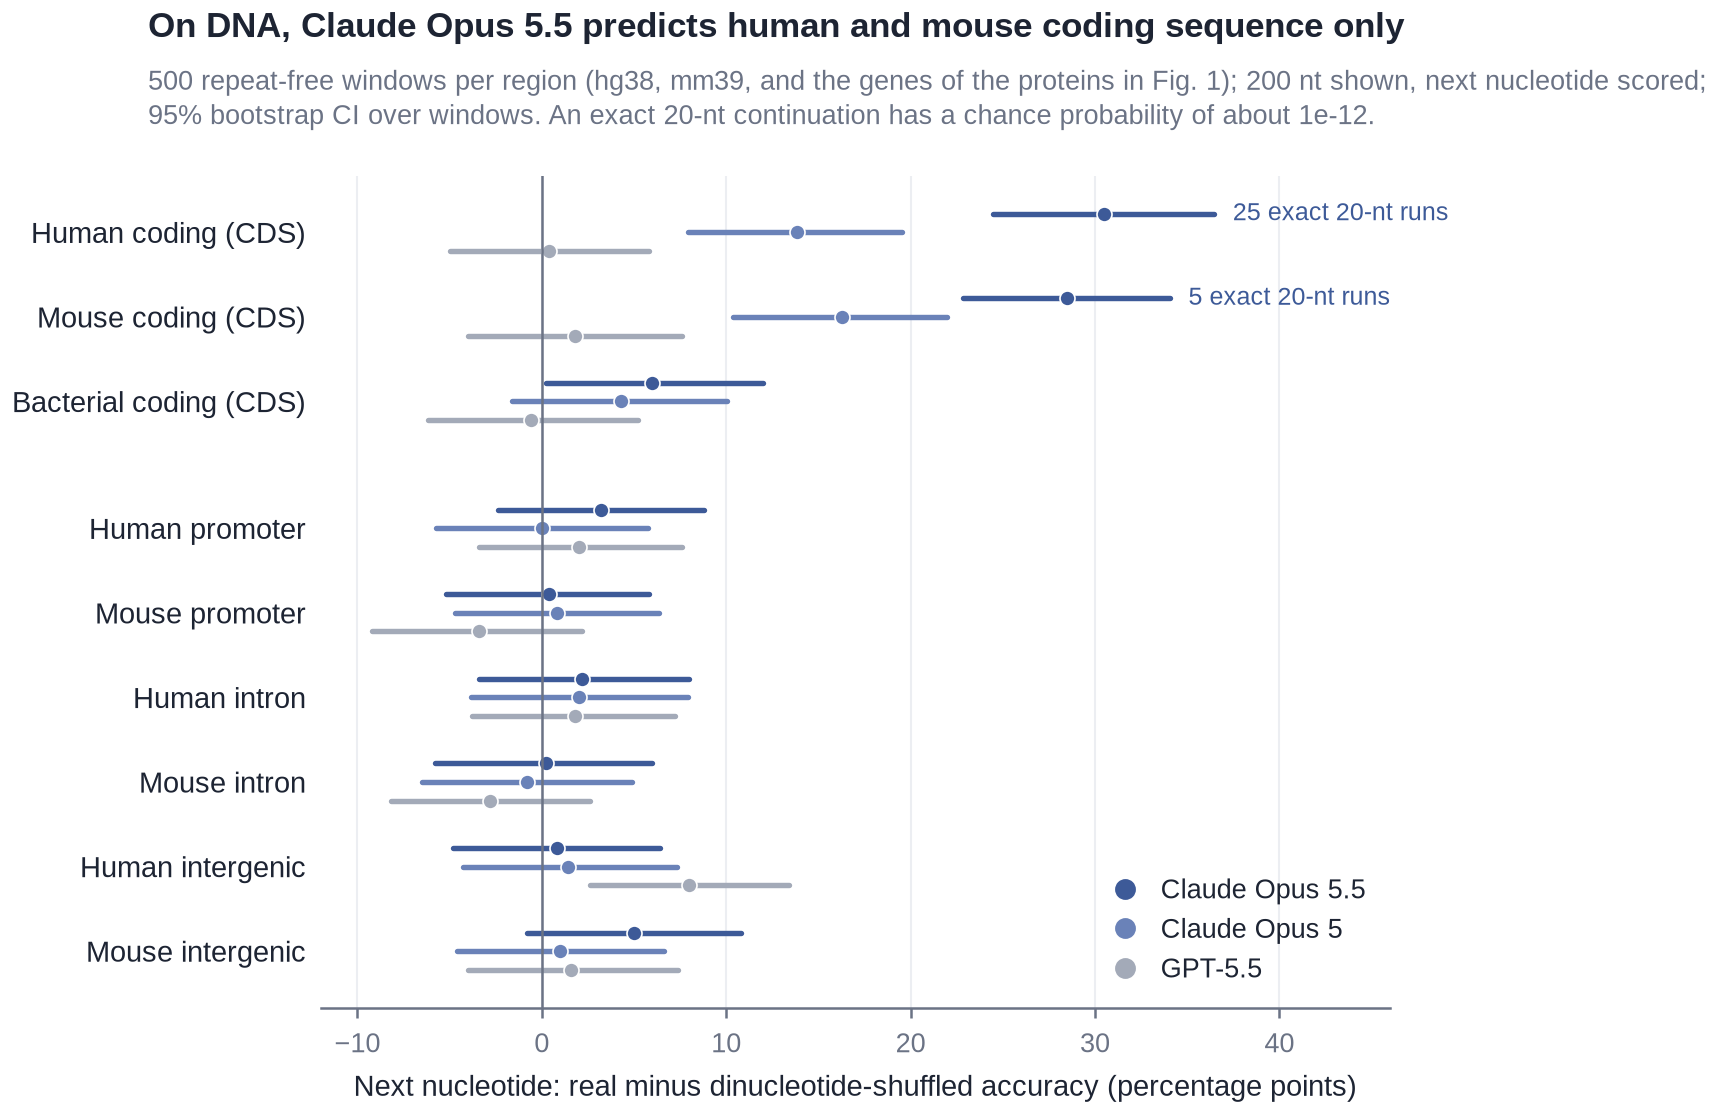 On DNA, Claude Opus 5.5 predicts human and mouse coding sequence only
500 repeat-free windows per region (hg38, mm39, and the genes of the proteins in Fig. 1); 200 nt shown, next nucleotide scored;
95% bootstrap CI over windows. An exact 20-nt continuation has a chance probability of about 1e-12.
Human coding (CDS)
25 exact 20-nt runs
Mouse coding (CDS)
5 exact 20-nt runs
Bacterial coding (CDS)
Human promoter
Mouse promoter
Human intron
Mouse intron
Human intergenic
Mouse intergenic
Claude Opus 5.5
Claude Opus 5
GPT-5.5
−10 0 10 20 30 40
Next nucleotide: real minus dinucleotide-shuffled accuracy (percentage points)